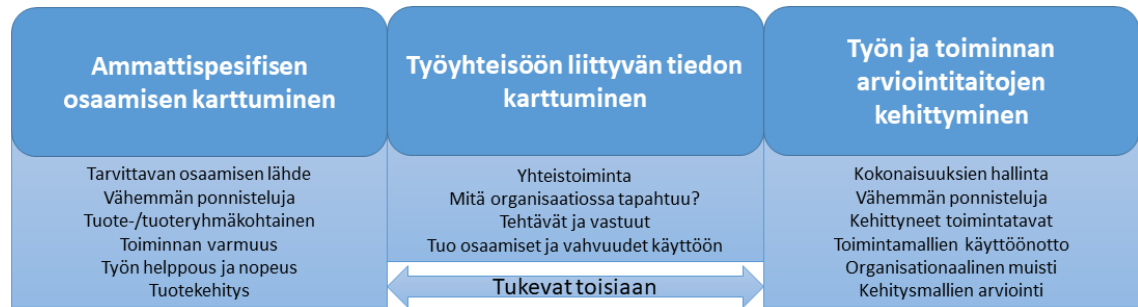 Ammattispesifisen
osaamisen karttuminen
Tarvittavan osaamisen lähde
Vähemmän ponnisteluja
Tuote-/tuoteryhmäkohtainen
Toiminnan varmuus
Työn helppous ja nopeus
Tuotekehitys
Työyhteisöön liittyvän tiedon
karttuminen
Yhteistoiminta
Mitä organisaatiossa tapahtuu?
Tehtävät ja vastuut
Tuo osaamiset ja vahvuudet käyttöön
Tukevat toisiaan
Työn ja toiminnan
arviointitaitojen
kehittyminen
Kokonaisuuksien hallinta
Vähemmän ponnisteluja
Kehittyneet toimintatavat
Toimintamallien käyttöönotto
Organisationaalinen muisti
Kehitysmallien arviointi